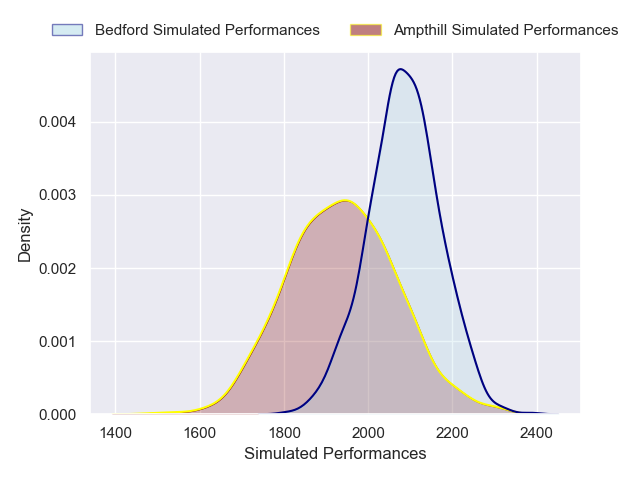 Bedford Simulated Performances Ampthill Simulated Performances
0.004
0.003
0.002
0.001
0.000
Density
1400 1600 1800 2000 2200 2400
Simulated Performances